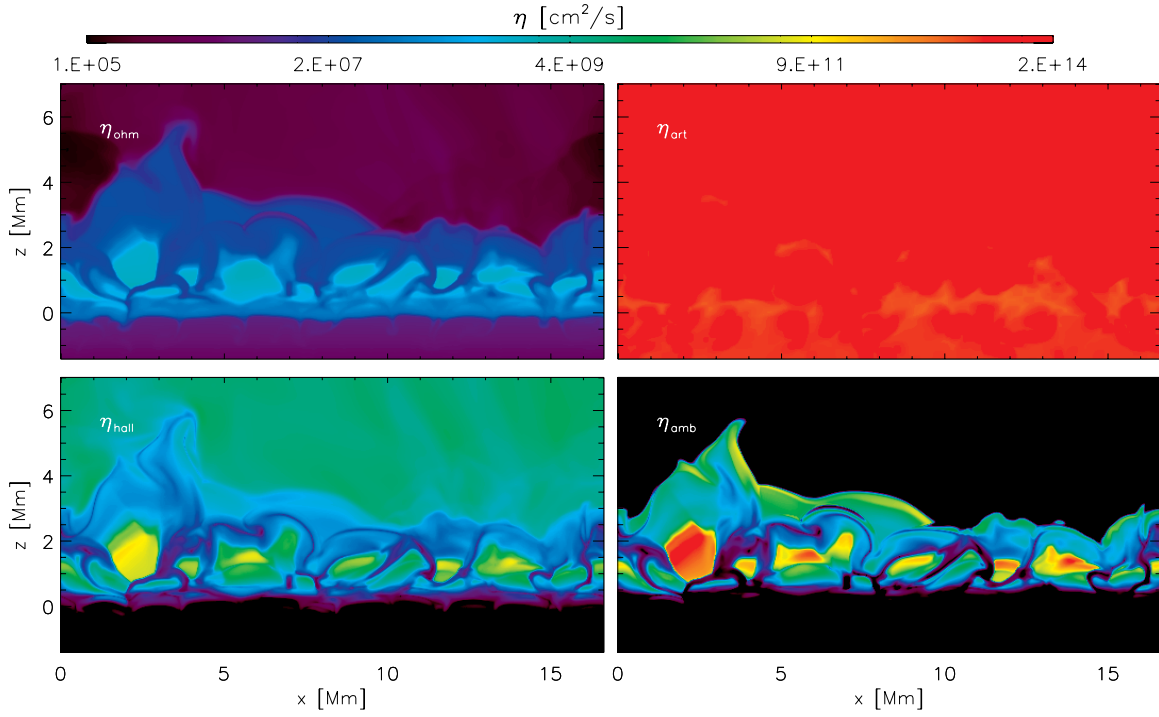 η [cm²/s]
1.E+05 2.E+07 4.E+09 9.E+11 2.E+14
η_ohm
η_art
6
4
2
0
z [Mm]
η_hall
η_amb
6
4
2
0
z [Mm]
0 5 10 15 0 5 10 15
x [Mm] x [Mm]